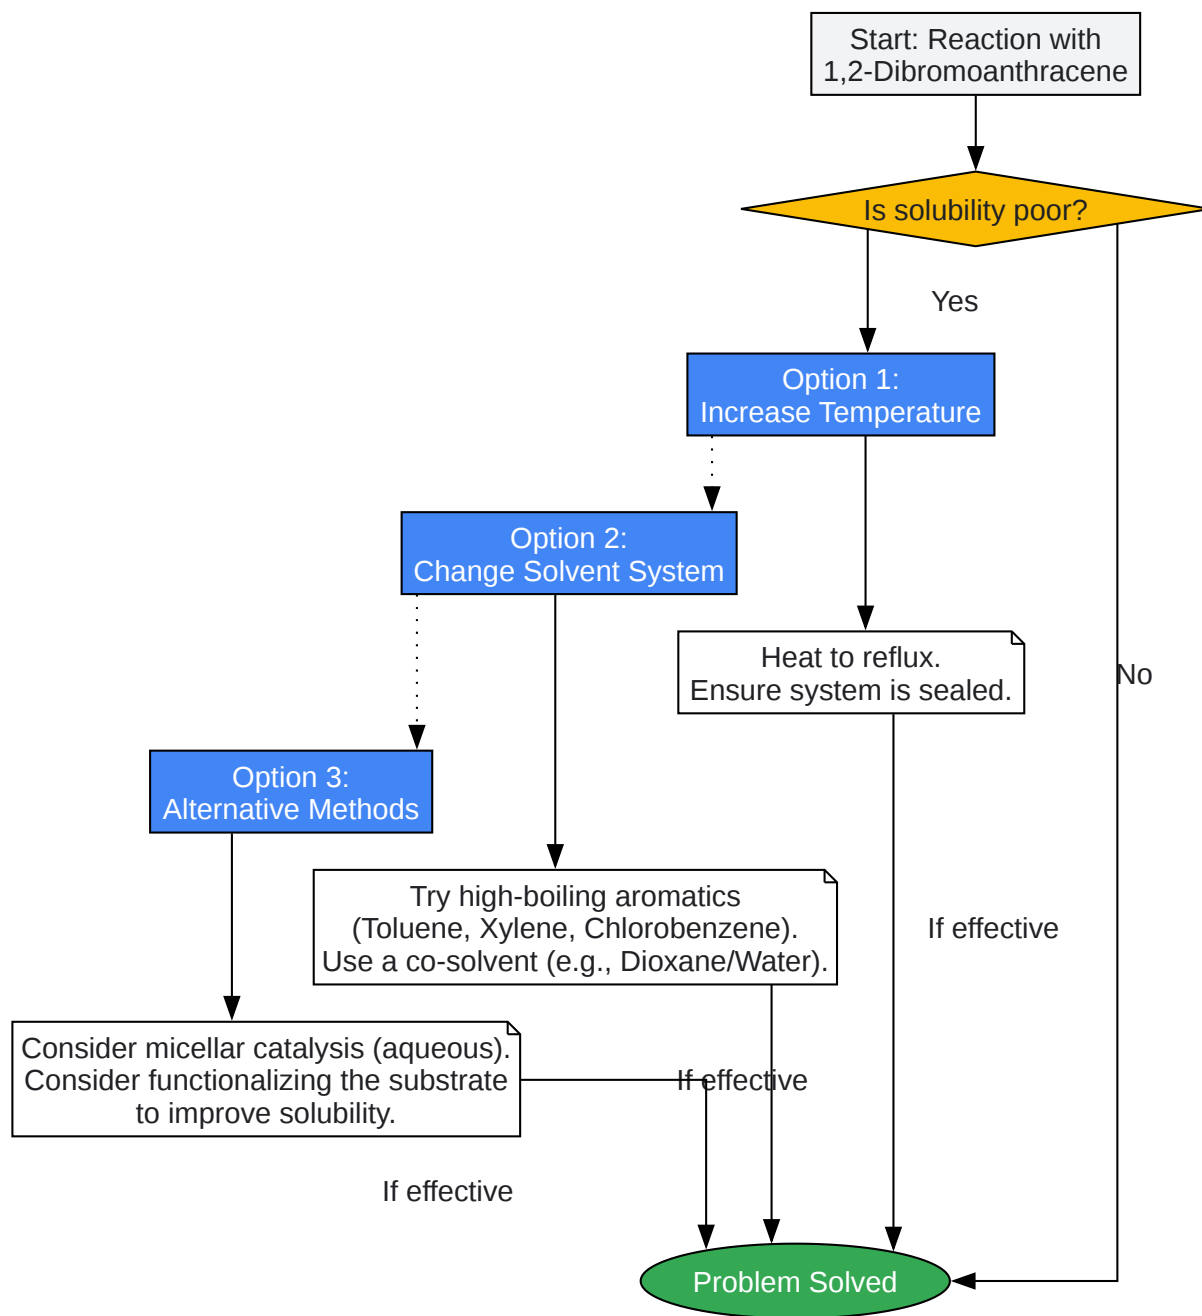 Start: Reaction with
1,2-Dibromoanthracene
Is solubility poor?
Yes
Option 1:
Increase Temperature
Option 2:
Change Solvent System
Heat to reflux.
Ensure system is sealed.
No
Option 3:
Alternative Methods
Try high-boiling aromatics
(Toluene, Xylene, Chlorobenzene).
Use a co-solvent (e.g., Dioxane/Water).
If effective
Consider micellar catalysis (aqueous).
Consider functionalizing the substrate
to improve solubility.
If effective
If effective
Problem Solved